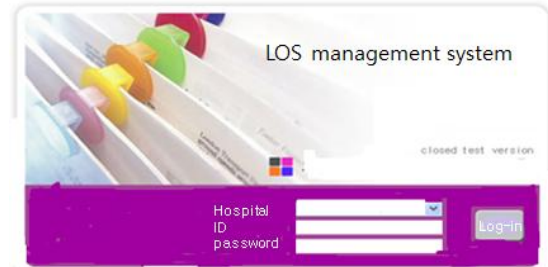 LOS management system
closed test version
Hospital
ID
password
Log-in